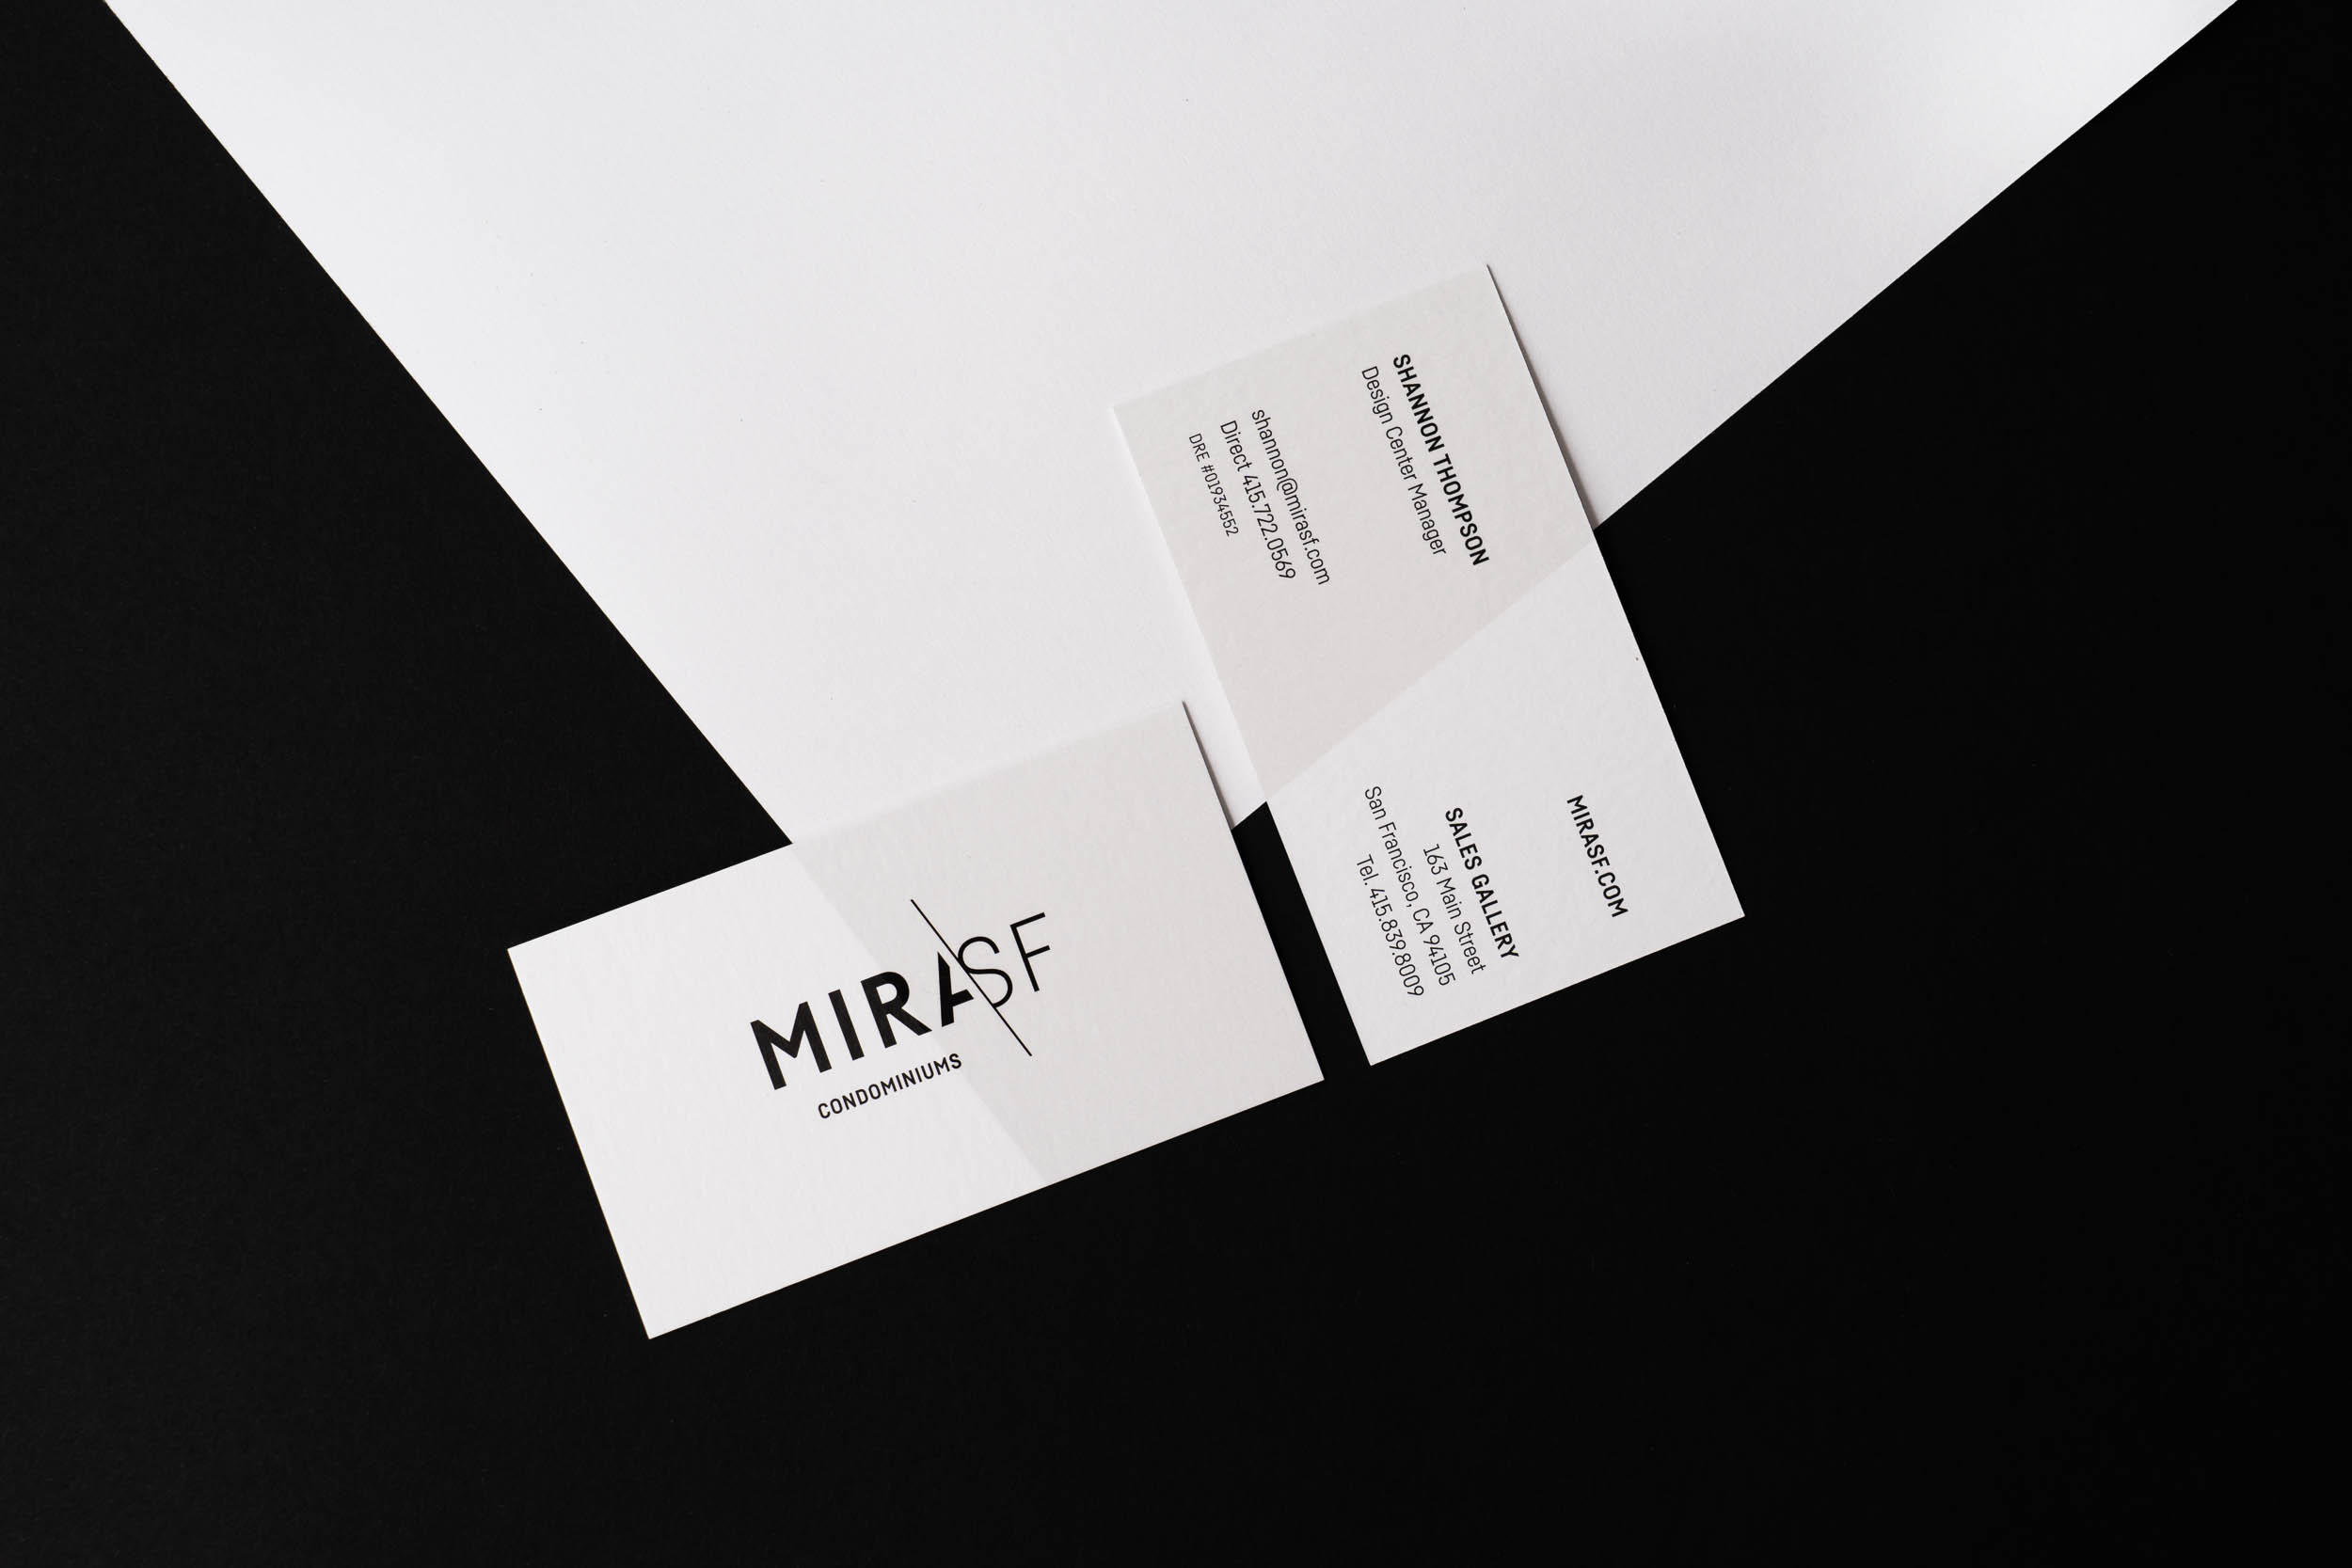 MIRASF
CONDOMINIUMS
SHANNON THOMPSON
Design Center Manager
shannon@mirasf.com
Direct 415.722.0569
DRE #01934552
MIRASF.COM
SALES GALLERY
163 Main Street
San Francisco, CA 94105
Tel. 415.839.8009